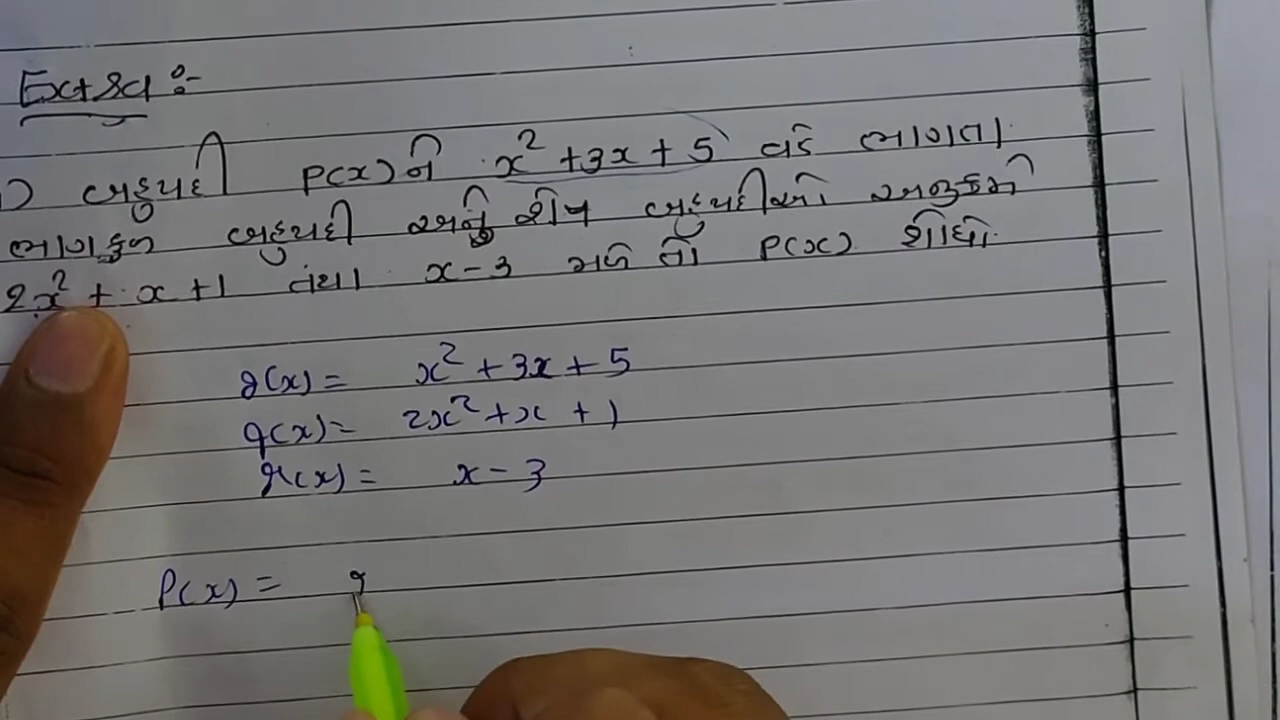 Extra :-
1) બહુપદી P(x)ને x² + 3x + 5 વડે ભાગતા
ભાગફળ બહુપદી અને શેષ બહુપદીઓ અનુક્રમે
2x² + x + 1 તથા x - 3 મળે તો P(x) શોધો.
g(x) = x² + 3x + 5
q(x) = 2x² + x + 1
r(x) = x - 3
P(x) =